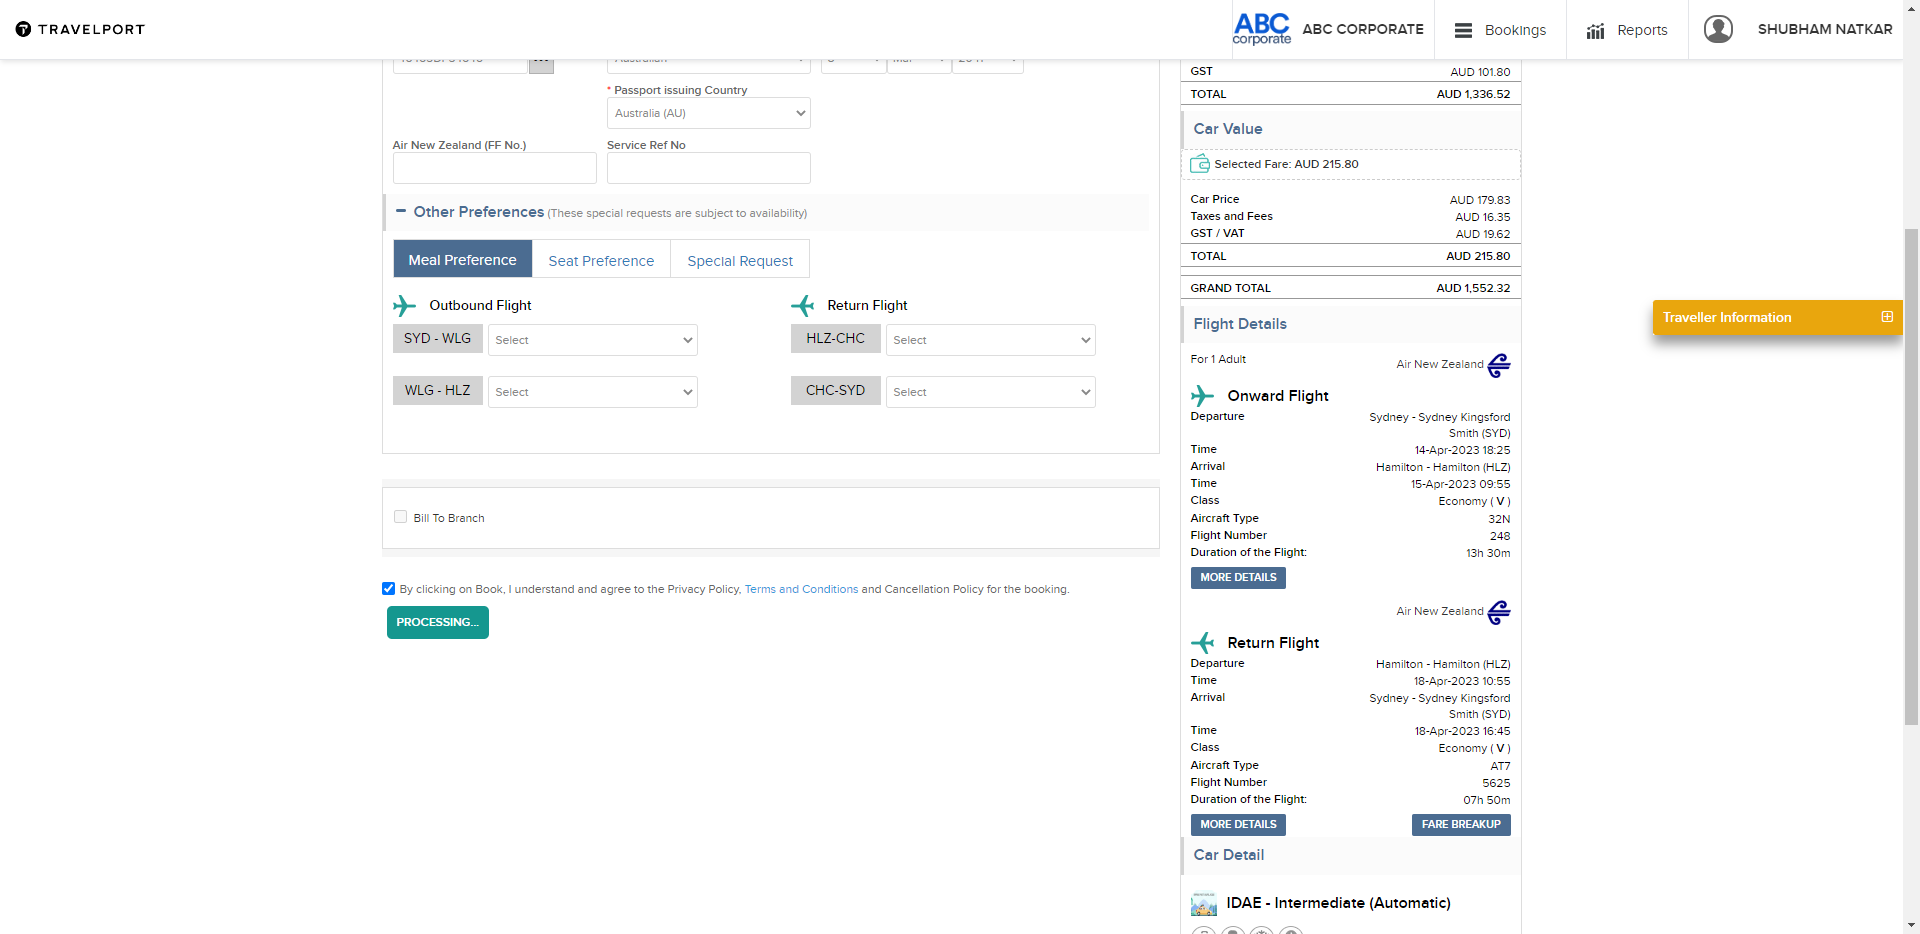 TRAVELPORT
ABC corporate
ABC CORPORATE
Bookings
Reports
SHUBHAM NATKAR
* Passport issuing Country
Australia (AU)
Air New Zealand (FF No.)
Service Ref No
Other Preferences (These special requests are subject to availability)
Meal Preference
Seat Preference
Special Request
Outbound Flight
Return Flight
SYD - WLG
Select
HLZ-CHC
Select
WLG - HLZ
Select
CHC-SYD
Select
Bill To Branch
By clicking on Book, I understand and agree to the Privacy Policy, Terms and Conditions and Cancellation Policy for the booking.
PROCESSING...
GST AUD 101.80
TOTAL AUD 1,336.52
Car Value
Selected Fare: AUD 215.80
Car Price AUD 179.83
Taxes and Fees AUD 16.35
GST / VAT AUD 19.62
TOTAL AUD 215.80
GRAND TOTAL AUD 1,552.32
Flight Details
For 1 Adult
Air New Zealand
Onward Flight
Departure Sydney - Sydney Kingsford
Smith (SYD)
Time 14-Apr-2023 18:25
Arrival Hamilton - Hamilton (HLZ)
Time 15-Apr-2023 09:55
Class Economy ( V )
Aircraft Type 32N
Flight Number 248
Duration of the Flight: 13h 30m
MORE DETAILS
Air New Zealand
Return Flight
Departure Hamilton - Hamilton (HLZ)
Time 18-Apr-2023 10:55
Arrival Sydney - Sydney Kingsford
Smith (SYD)
Time 18-Apr-2023 16:45
Class Economy ( V )
Aircraft Type AT7
Flight Number 5625
Duration of the Flight: 07h 50m
MORE DETAILS
FARE BREAKUP
Car Detail
IDAE - Intermediate (Automatic)
Traveller Information